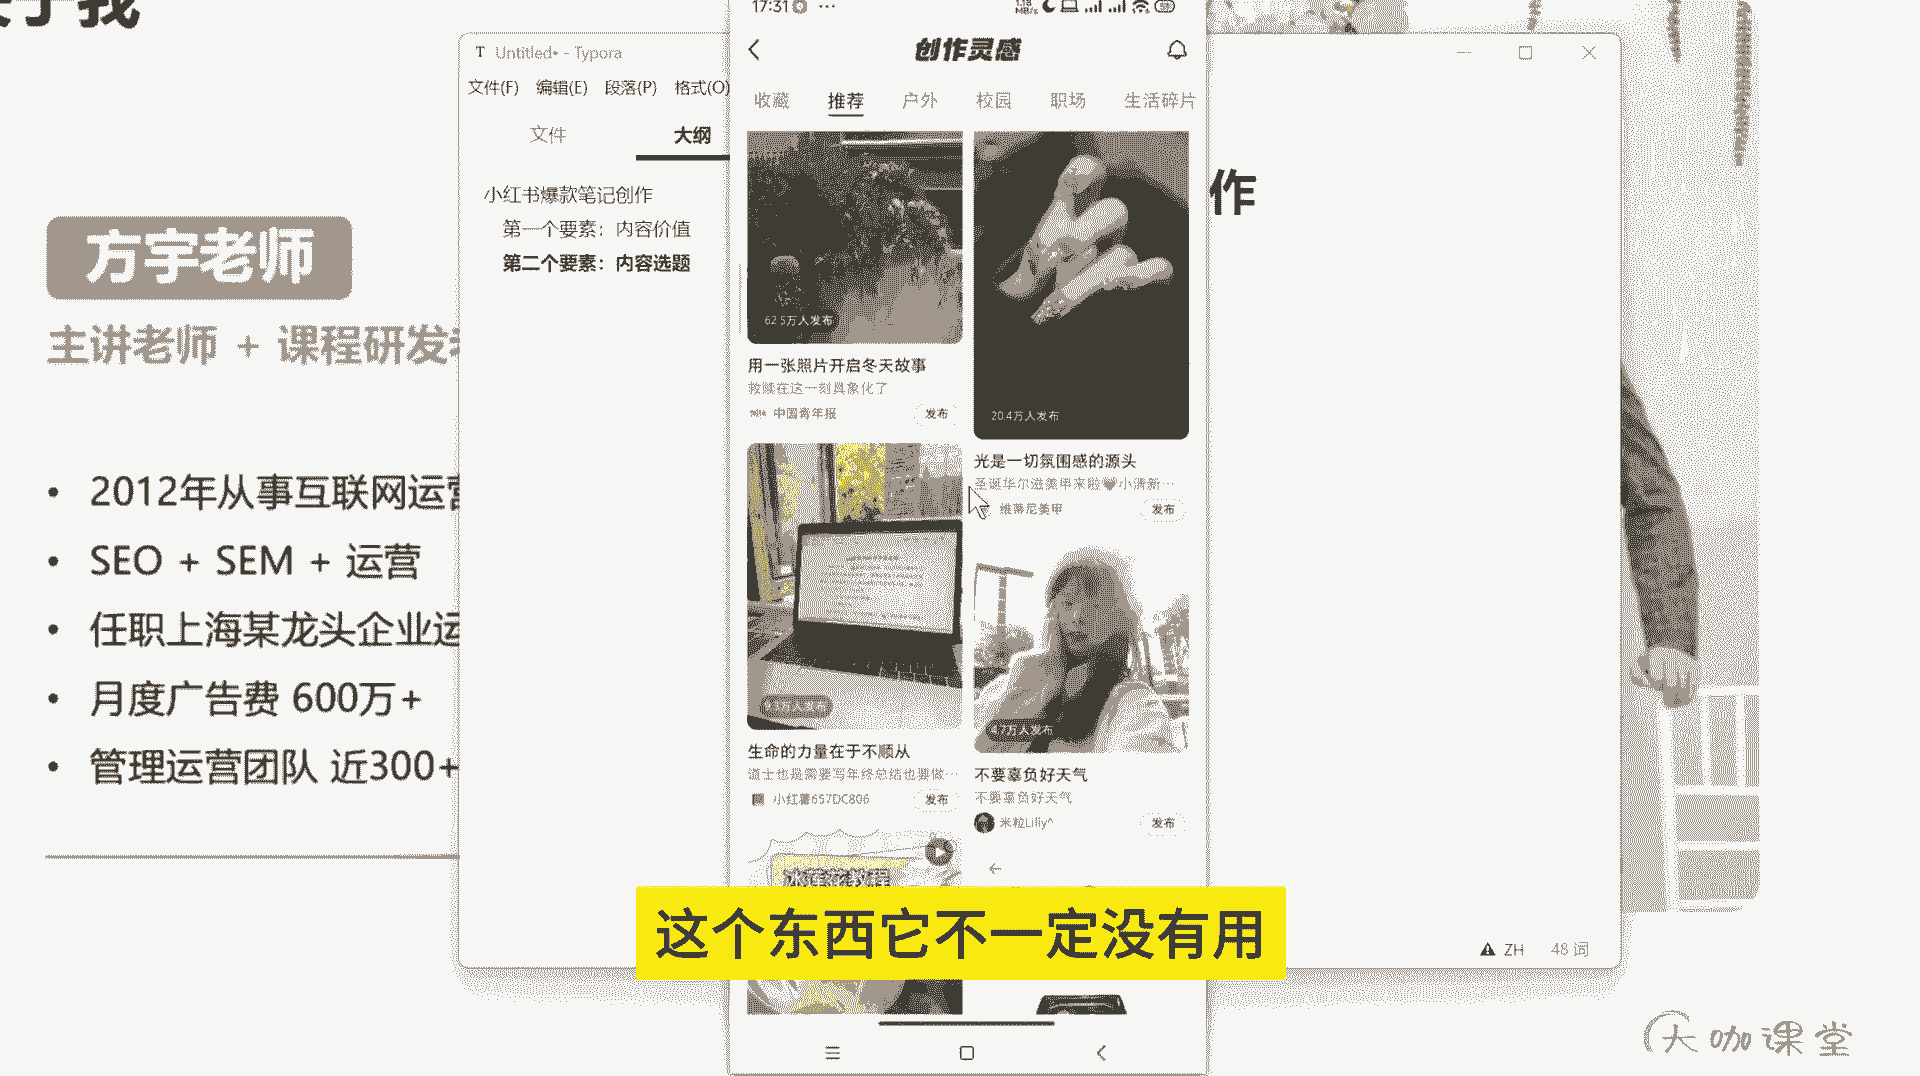 于我
方宇老师
主讲老师 + 课程研发
2012年从事互联网运营
SEO + SEM + 运营
任职上海某龙头企业运
月度广告费 600万+
管理运营团队 近300+
T Untitled• - Typora
文件(F) 编辑(E) 段落(P) 格式(O)
文件 大纲
小红书爆款笔记创作
第一个要素：内容价值
第二个要素：内容选题
作
17:31
创作灵感
收藏 推荐 户外 校园 职场 生活碎片
62.5万人发布
用一张照片开启冬天故事
救赎在这一刻具象化了
中国青年报 发布
20.4万人发布
光是一切氛围感的源头
圣诞华尔滋美甲来啦🖤小清新…
维蒂尼美甲 发布
9.3万人发布
生命的力量在于不顺从
道士也是需要写年终总结也要做…
小红薯657DC806 发布
4.7万人发布
不要辜负好天气
不要辜负好天气
米粒Liliy^ 发布
冰莲花教程
这个东西它不一定没有用
ZH 48 词
大咖课堂